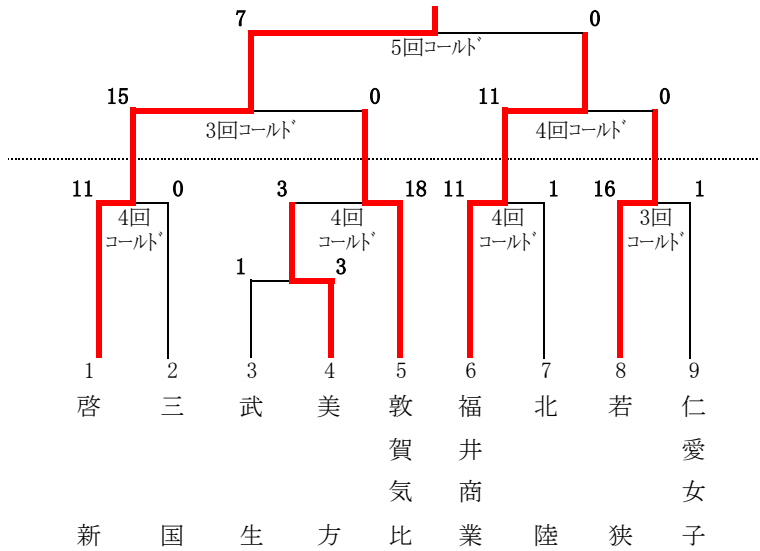 7 0
5回コールド
15 0 11 0
3回コールド 4回コールド
11 0 3 18 11 1 16 1
4回コールド 4回コールド 4回コールド 3回コールド
1 3
1 2 3 4 5 6 7 8 9
啓新
三国
武生
美方
敦賀気比
福井商業
北陸
若狭
仁愛女子